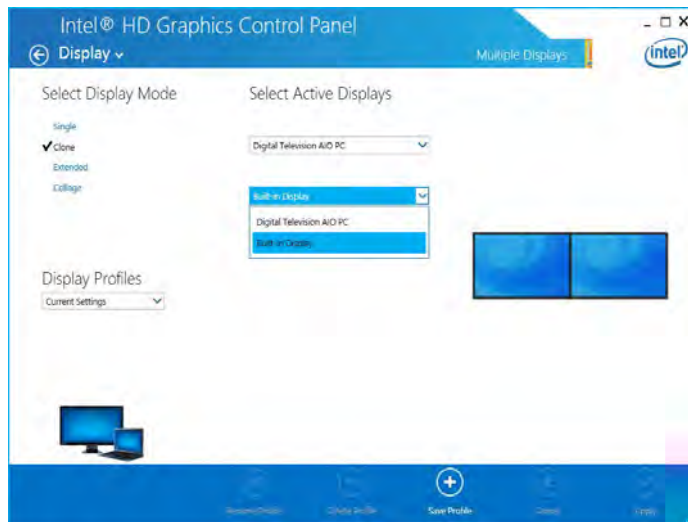 Intel® HD Graphics Control Panel
Display
Multiple Displays
intel
Select Display Mode
Select Active Displays
Single
Clone
Digital Television AIO PC
Extended
Collage
Built-in Display
Digital Television AIO PC
Built-in Display
Display Profiles
Current Settings
Save Profile